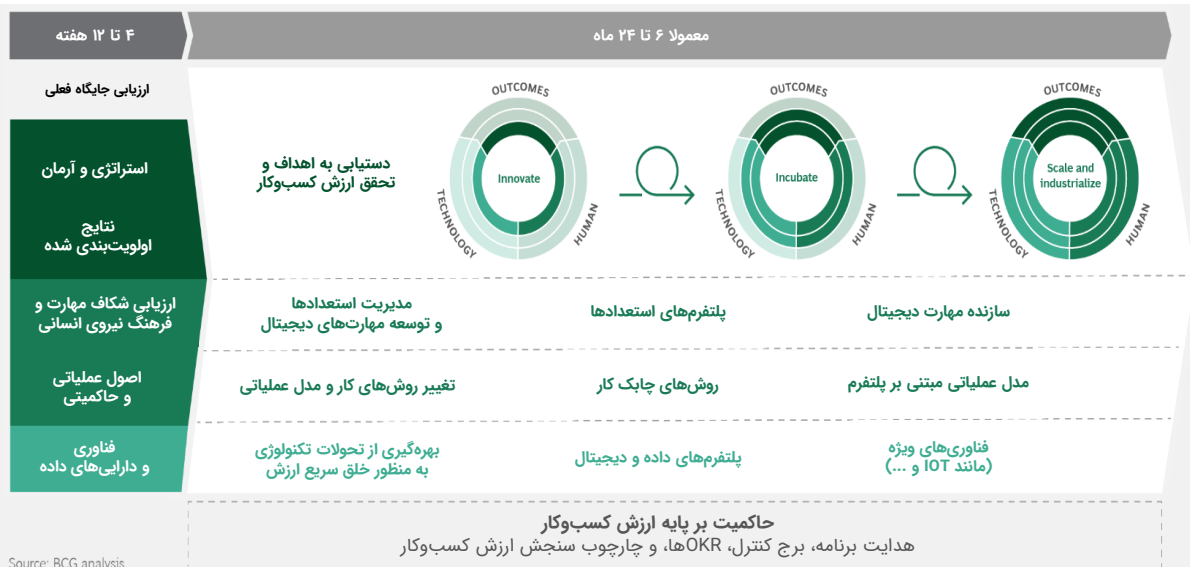 ۴ تا ۱۲ هفته
معمولا ۶ تا ۲۴ ماه
ارزیابی جایگاه فعلی
استراتژی و آرمان
نتایج
اولویت‌بندی شده
دستیابی به اهداف و
تحقق ارزش کسب‌وکار
OUTCOMES
TECHNOLOGY
HUMAN
Innovate
OUTCOMES
TECHNOLOGY
HUMAN
Incubate
OUTCOMES
TECHNOLOGY
HUMAN
Scale and
industrialize
ارزیابی شکاف مهارت و
فرهنگ نیروی انسانی
مدیریت استعدادها
و توسعه مهارت‌های دیجیتال
پلتفرم‌های استعدادها
سازنده مهارت دیجیتال
اصول عملیاتی
و حاکمیتی
تغییر روش‌های کار و مدل عملیاتی
روش‌های چابک کار
مدل عملیاتی مبتنی بر پلتفرم
فناوری
و دارایی‌های داده
بهره‌گیری از تحولات تکنولوژی
به منظور خلق سریع ارزش
پلتفرم‌های داده و دیجیتال
فناوری‌های ویژه
(مانند IOT و ...)
حاکمیت بر پایه ارزش کسب‌وکار
هدایت برنامه، برج کنترل، OKRها، و چارچوب سنجش ارزش کسب‌وکار
Source: BCG analysis